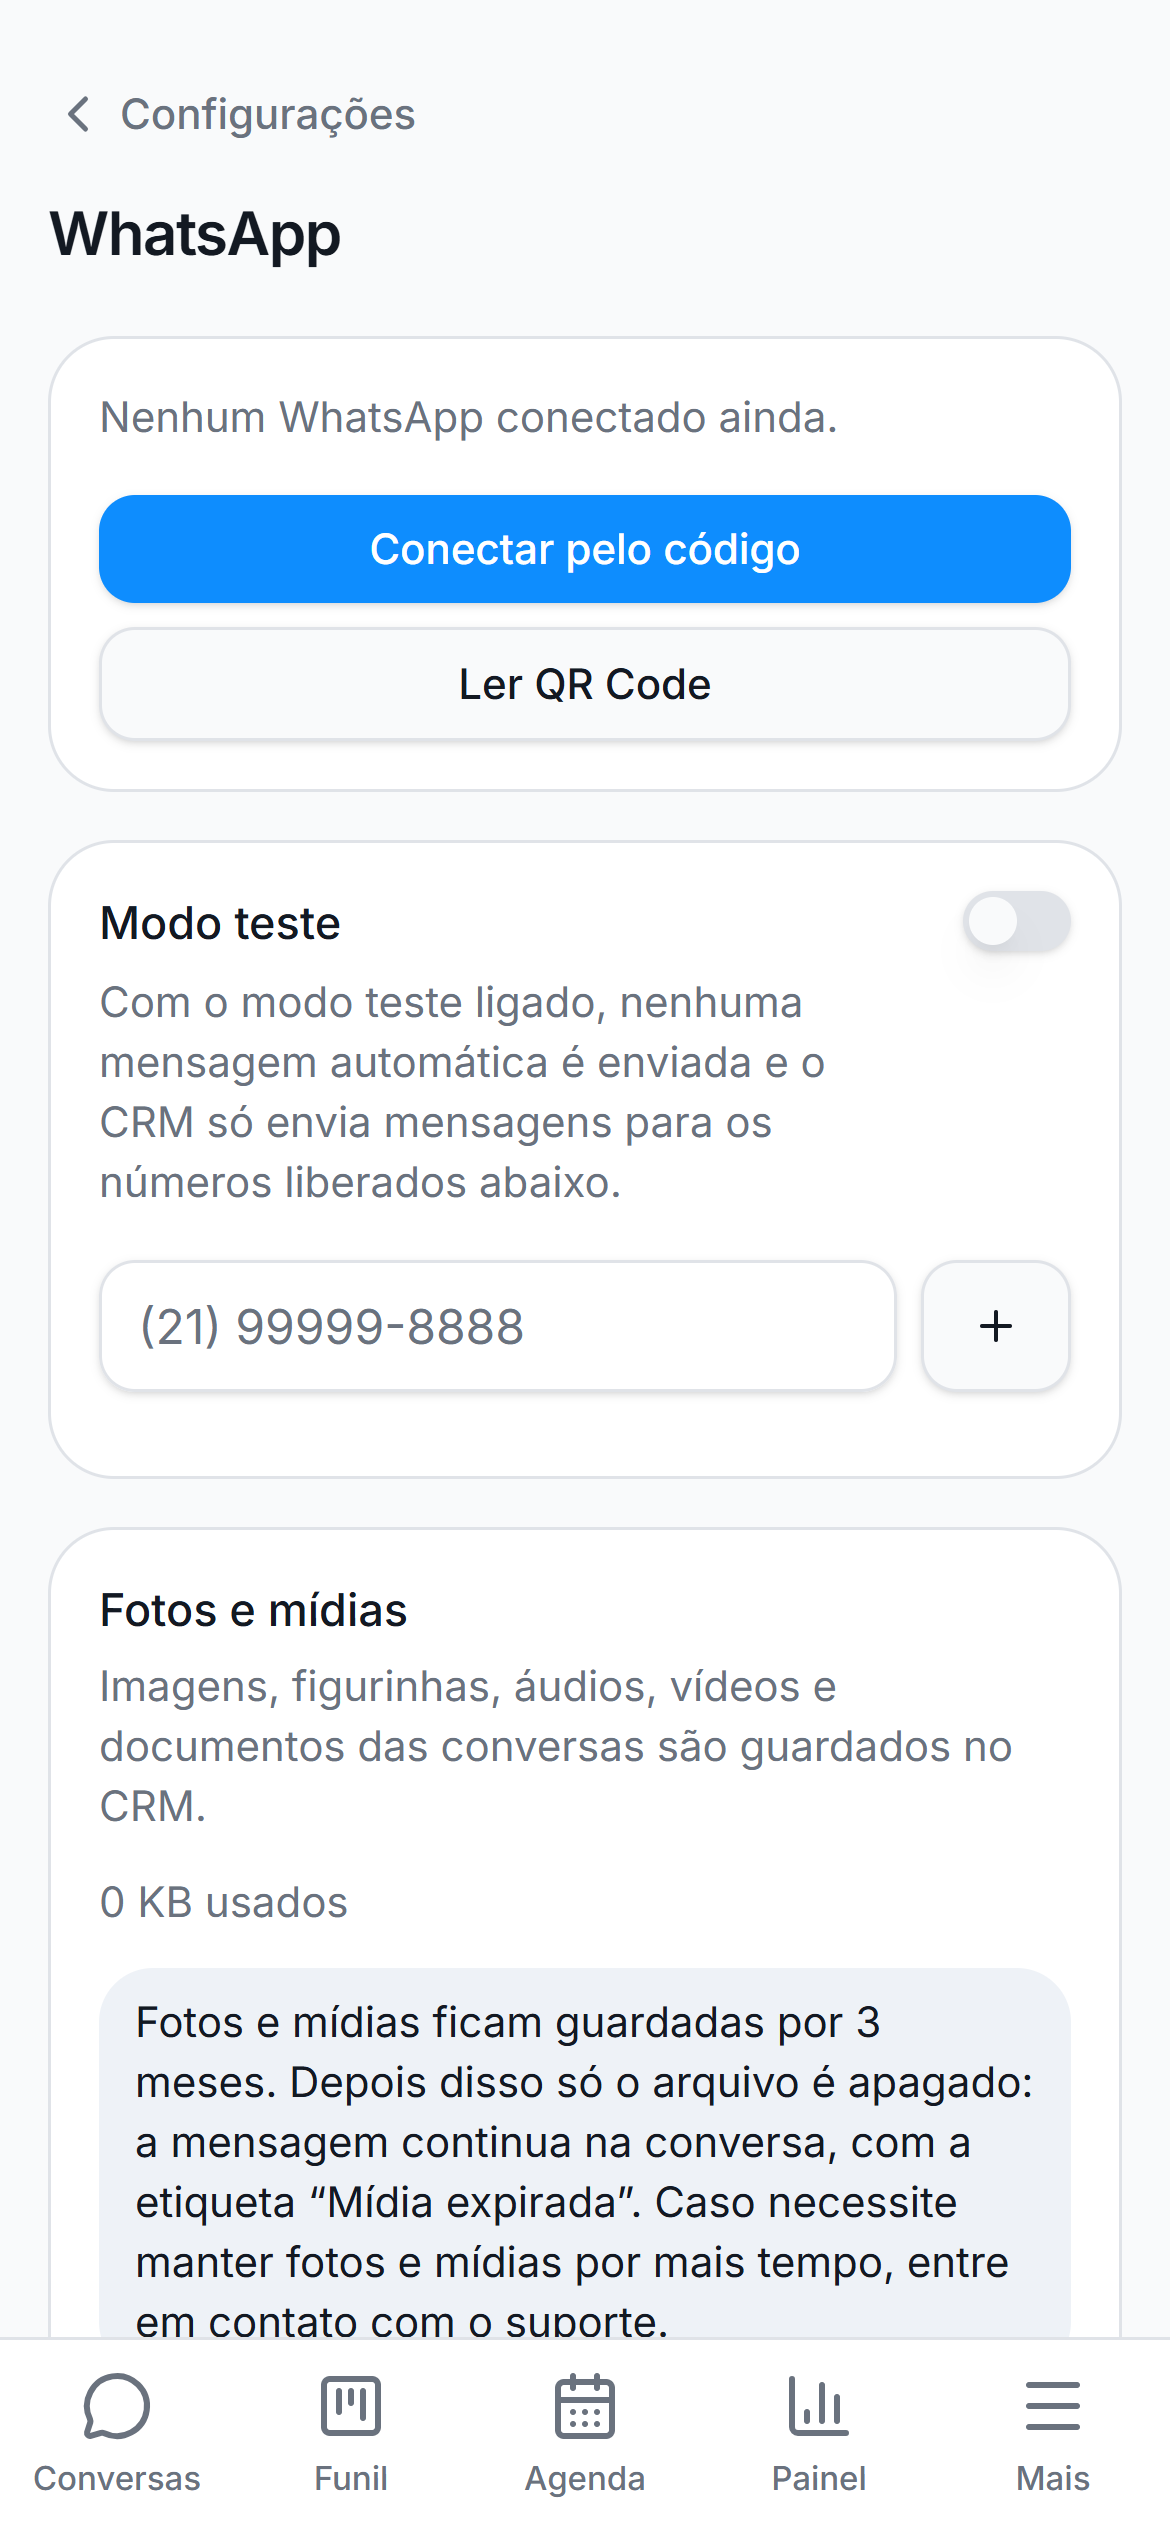 Configurações
WhatsApp
Nenhum WhatsApp conectado ainda.
Conectar pelo código
Ler QR Code
Modo teste
Com o modo teste ligado, nenhuma
mensagem automática é enviada e o
CRM só envia mensagens para os
números liberados abaixo.
(21) 99999-8888
Fotos e mídias
Imagens, figurinhas, áudios, vídeos e
documentos das conversas são guardados no
CRM.
0 KB usados
Fotos e mídias ficam guardadas por 3
meses. Depois disso só o arquivo é apagado:
a mensagem continua na conversa, com a
etiqueta “Mídia expirada”. Caso necessite
manter fotos e mídias por mais tempo, entre
em contato com o suporte.
Conversas
Funil
Agenda
Painel
Mais